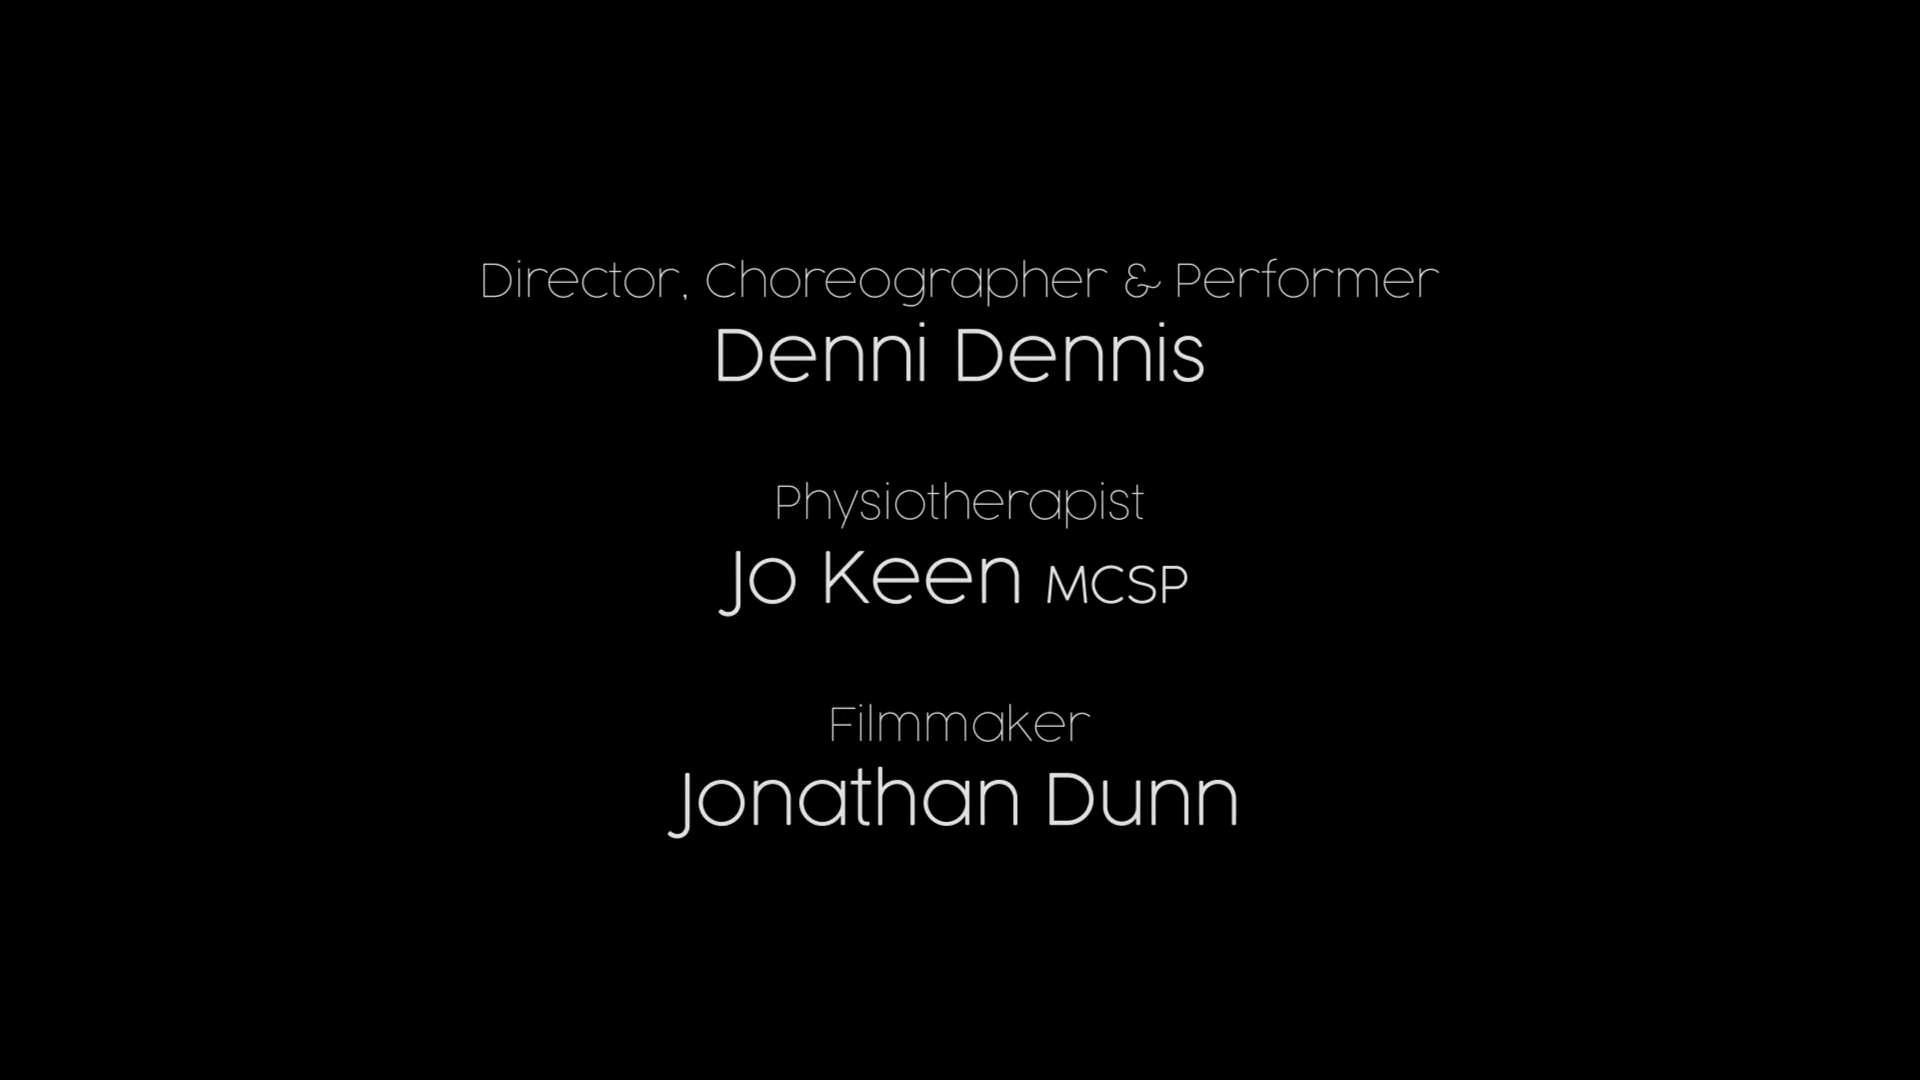 Director, Choreographer & Performer
Denni Dennis
Physiotherapist
Jo Keen MCSP
Filmmaker
Jonathan Dunn